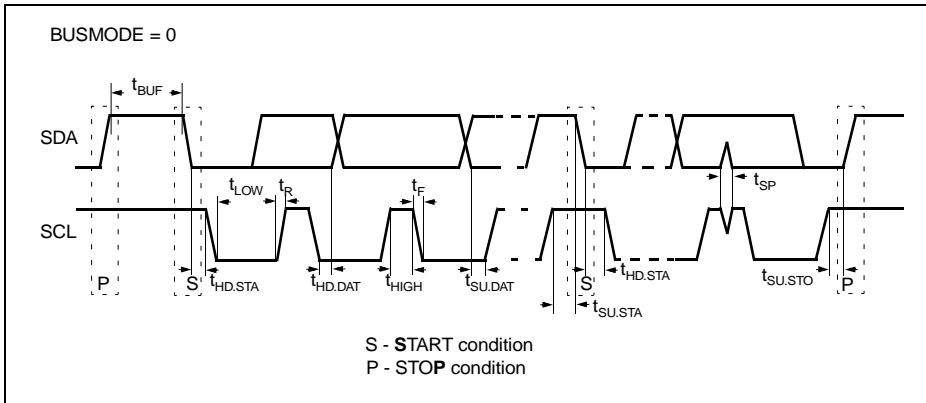 BUSMODE = 0
tBUF
SDA
tLOW
tR
tF
tSP
SCL
P
S
tHD.STA
tHD.DAT
tHIGH
tSU.DAT
S
tHD.STA
tSU.STO
P
tSU.STA
S - START condition
P - STOP condition